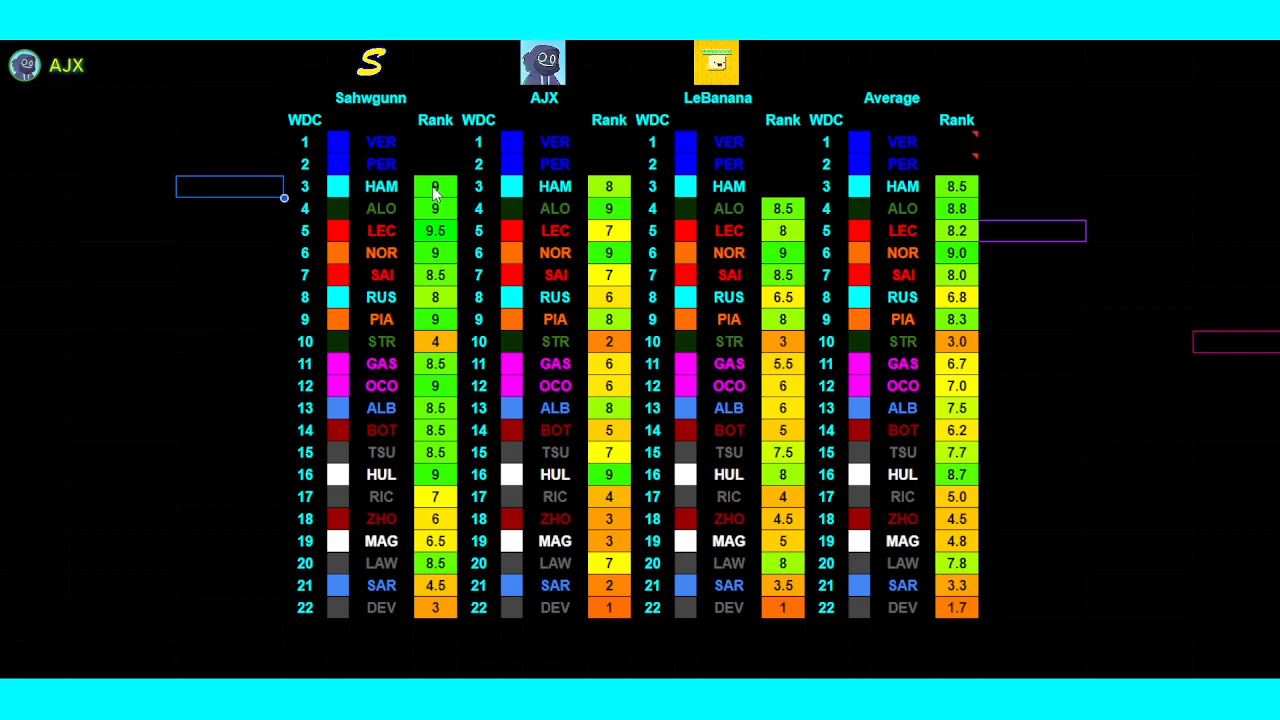 AJX
S
Sahwgunn AJX LeBanana Average
WDC Rank WDC Rank WDC Rank WDC Rank
1 VER 1 VER 1 VER 1 VER
2 PER 2 PER 2 PER 2 PER
3 HAM 9 3 HAM 8 3 HAM 3 HAM 8.5
4 ALO 9 4 ALO 9 4 ALO 8.5 4 ALO 8.8
5 LEC 9.5 5 LEC 7 5 LEC 8 5 LEC 8.2
6 NOR 9 6 NOR 9 6 NOR 9 6 NOR 9.0
7 SAI 8.5 7 SAI 7 7 SAI 8.5 7 SAI 8.0
8 RUS 8 8 RUS 6 8 RUS 6.5 8 RUS 6.8
9 PIA 9 9 PIA 8 9 PIA 8 9 PIA 8.3
10 STR 4 10 STR 2 10 STR 3 10 STR 3.0
11 GAS 8.5 11 GAS 6 11 GAS 5.5 11 GAS 6.7
12 OCO 9 12 OCO 6 12 OCO 6 12 OCO 7.0
13 ALB 8.5 13 ALB 8 13 ALB 6 13 ALB 7.5
14 BOT 8.5 14 BOT 5 14 BOT 5 14 BOT 6.2
15 TSU 8.5 15 TSU 7 15 TSU 7.5 15 TSU 7.7
16 HUL 9 16 HUL 9 16 HUL 8 16 HUL 8.7
17 RIC 7 17 RIC 4 17 RIC 4 17 RIC 5.0
18 ZHO 6 18 ZHO 3 18 ZHO 4.5 18 ZHO 4.5
19 MAG 6.5 19 MAG 3 19 MAG 5 19 MAG 4.8
20 LAW 8.5 20 LAW 7 20 LAW 8 20 LAW 7.8
21 SAR 4.5 21 SAR 2 21 SAR 3.5 21 SAR 3.3
22 DEV 3 22 DEV 1 22 DEV 1 22 DEV 1.7